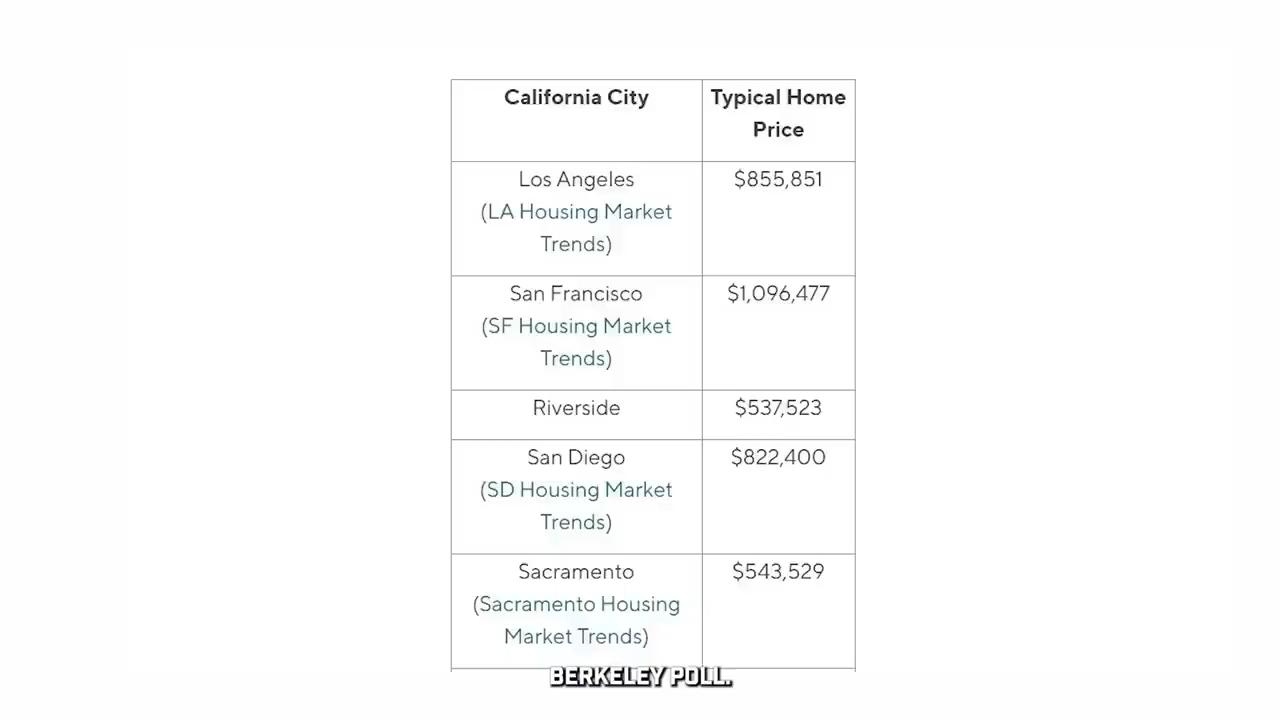 California City
Typical Home
Price
Los Angeles
(LA Housing Market
Trends)
$855,851
San Francisco
(SF Housing Market
Trends)
$1,096,477
Riverside
$537,523
San Diego
(SD Housing Market
Trends)
$822,400
Sacramento
(Sacramento Housing
Market Trends)
$543,529
BERKELEY POLL.